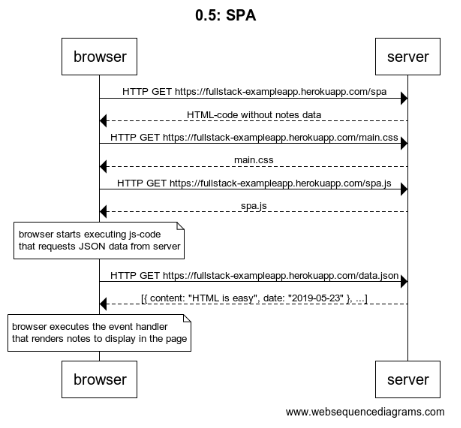 0.5: SPA
browser
server
HTTP GET https://fullstack-exampleapp.herokuapp.com/spa
HTML-code without notes data
HTTP GET https://fullstack-exampleapp.herokuapp.com/main.css
main.css
HTTP GET https://fullstack-exampleapp.herokuapp.com/spa.js
spa.js
browser starts executing js-code
that requests JSON data from server
HTTP GET https://fullstack-exampleapp.herokuapp.com/data.json
[{ content: "HTML is easy", date: "2019-05-23" }, ...]
browser executes the event handler
that renders notes to display in the page
browser
server
www.websequencediagrams.com